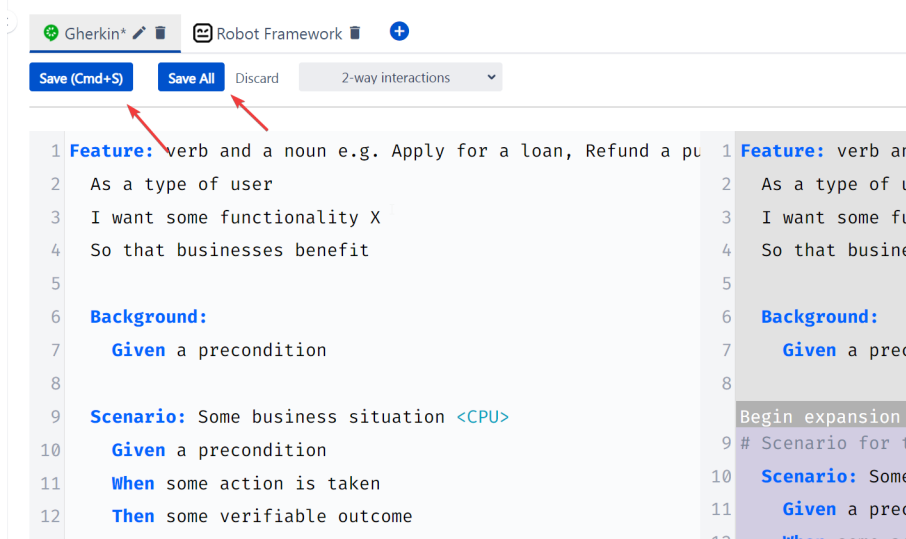 Gherkin* Robot Framework
Save (Cmd+S) Save All Discard 2-way interactions
1 Feature: verb and a noun e.g. Apply for a loan, Refund a pu
2 As a type of user
3 I want some functionality X
4 So that businesses benefit
5
6 Background:
7 Given a precondition
8
9 Scenario: Some business situation <CPU>
10 Given a precondition
11 When some action is taken
12 Then some verifiable outcome
1 Feature: verb an
2 As a type of u
3 I want some fu
4 So that busine
5
6 Background:
7 Given a prec
8
Begin expansion
9 # Scenario for t
10 Scenario: Some
11 Given a prec